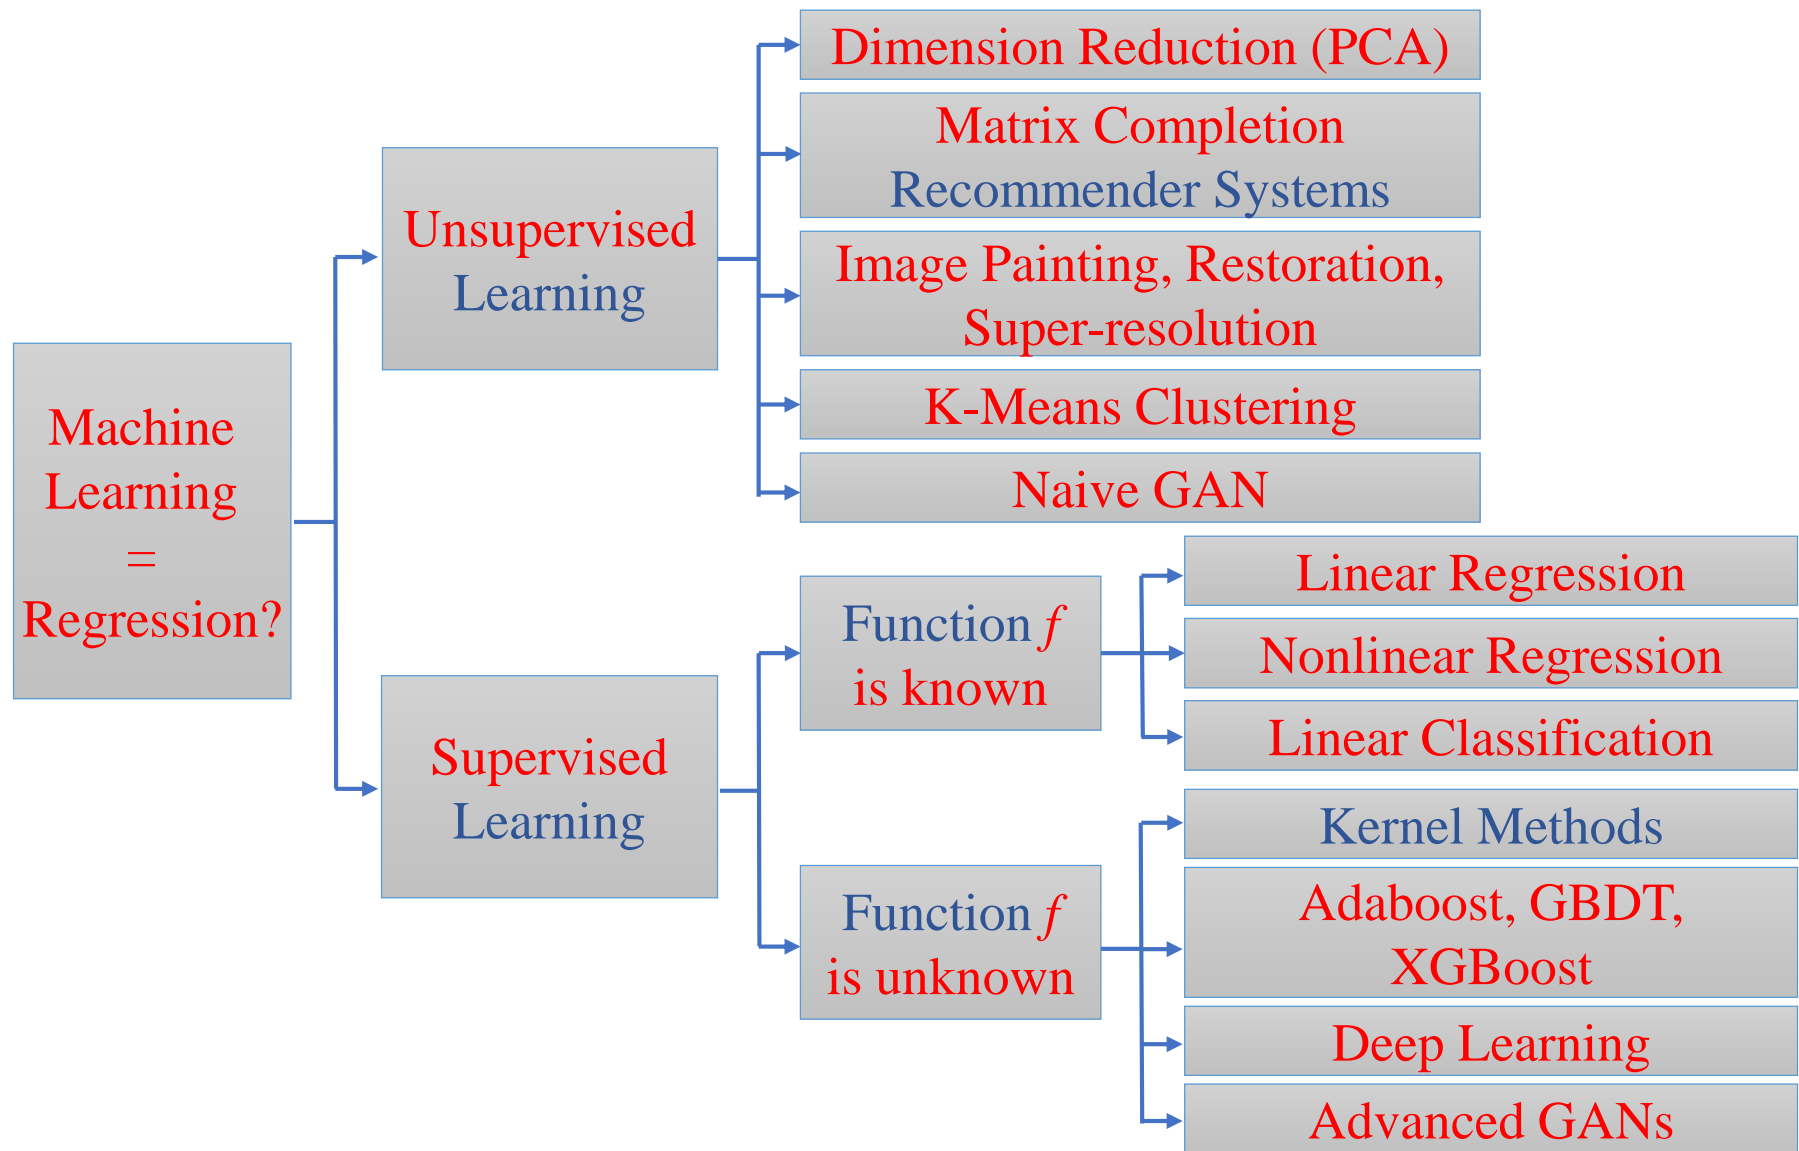 Machine
Learning
=
Regression?
Unsupervised
Learning
Dimension Reduction (PCA)
Matrix Completion
Recommender Systems
Image Painting, Restoration,
Super-resolution
K-Means Clustering
Naive GAN
Supervised
Learning
Function f
is known
Linear Regression
Nonlinear Regression
Linear Classification
Function f
is unknown
Kernel Methods
Adaboost, GBDT,
XGBoost
Deep Learning
Advanced GANs